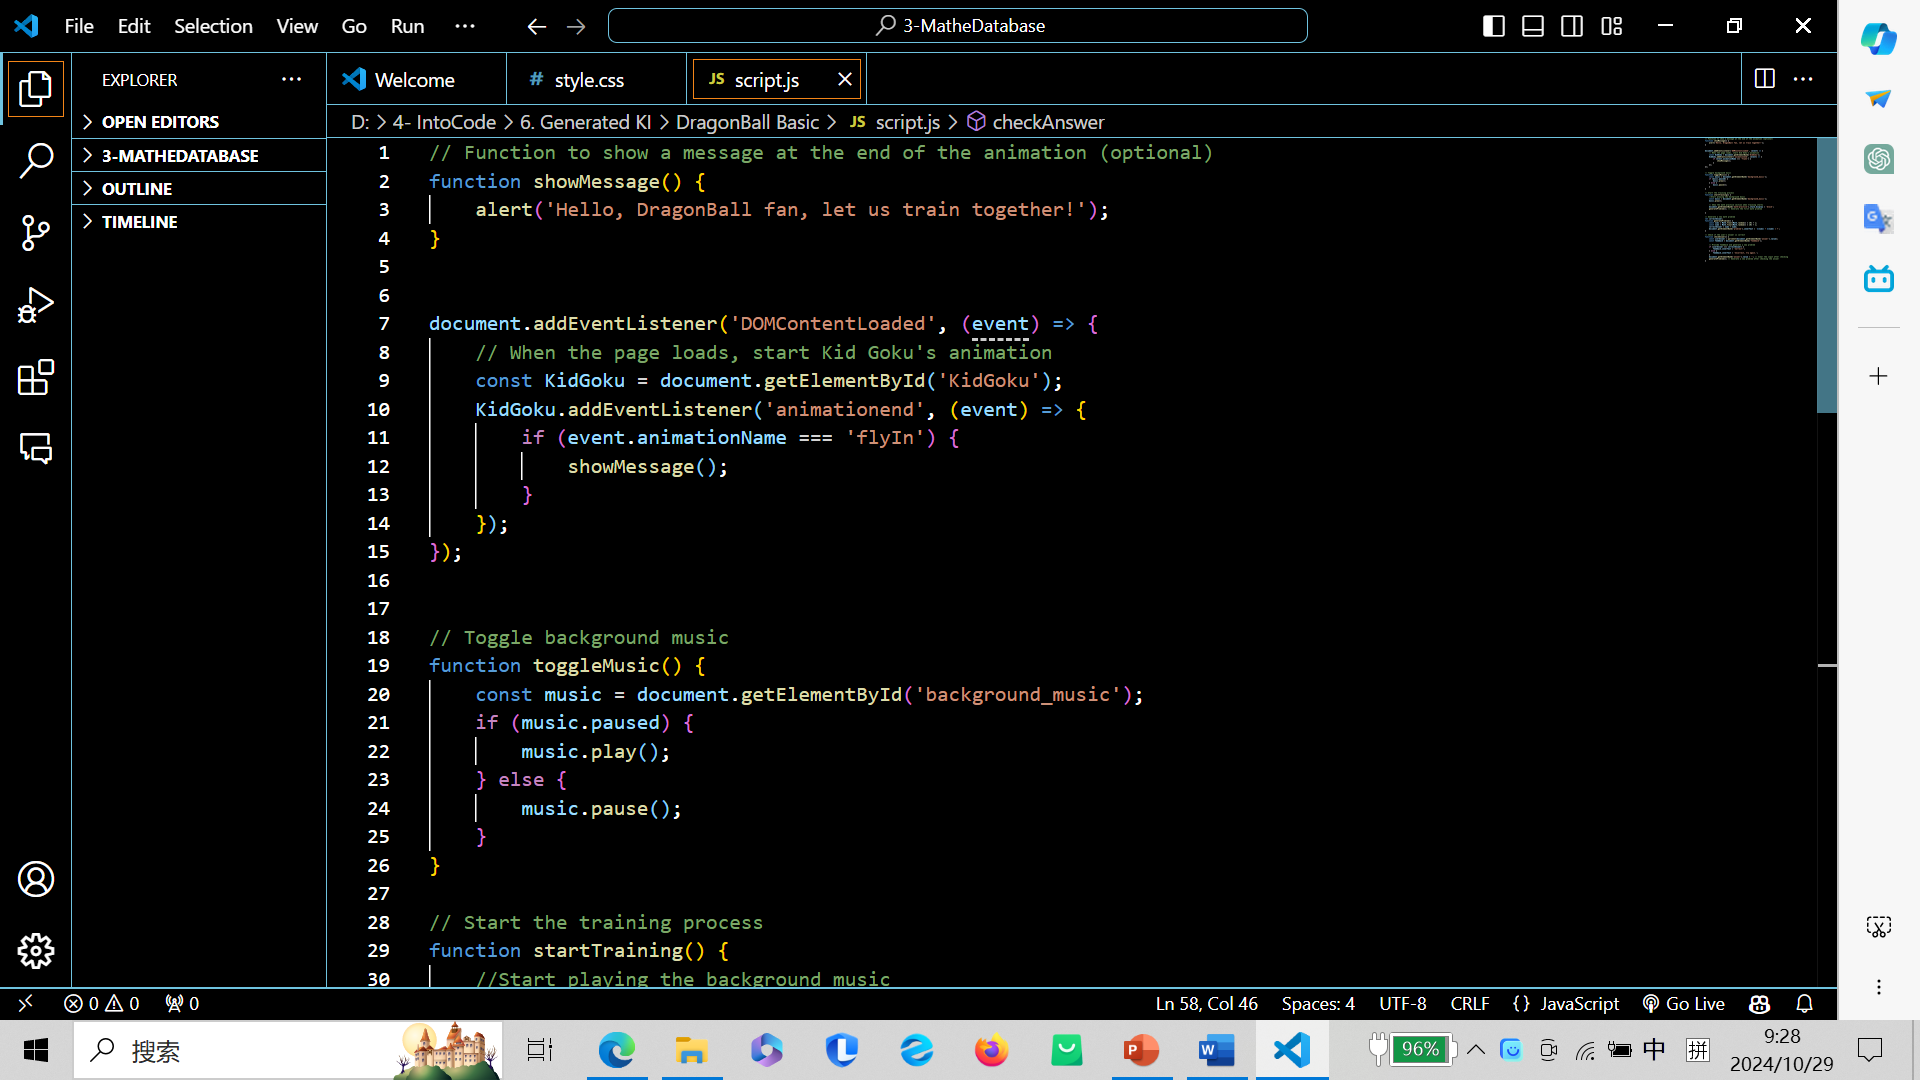 File Edit Selection View Go Run ··· 3-MatheDatabase
EXPLORER
OPEN EDITORS
3-MATHEDATABASE
OUTLINE
TIMELINE
Welcome # style.css JS script.js
D: > 4- IntoCode > 6. Generated KI > DragonBall Basic > JS script.js > checkAnswer
1 // Function to show a message at the end of the animation (optional)
2 function showMessage() {
3 alert('Hello, DragonBall fan, let us train together!');
4 }
5
6
7 document.addEventListener('DOMContentLoaded', (event) => {
8 // When the page loads, start Kid Goku's animation
9 const KidGoku = document.getElementById('KidGoku');
10 KidGoku.addEventListener('animationend', (event) => {
11 if (event.animationName === 'flyIn') {
12 showMessage();
13 }
14 });
15 });
16
17
18 // Toggle background music
19 function toggleMusic() {
20 const music = document.getElementById('background_music');
21 if (music.paused) {
22 music.play();
23 } else {
24 music.pause();
25 }
26 }
27
28 // Start the training process
29 function startTraining() {
30 //Start playing the background music
0 0 0 Ln 58, Col 46 Spaces: 4 UTF-8 CRLF {} JavaScript Go Live
搜索 96% 中 拼 9:28
2024/10/29